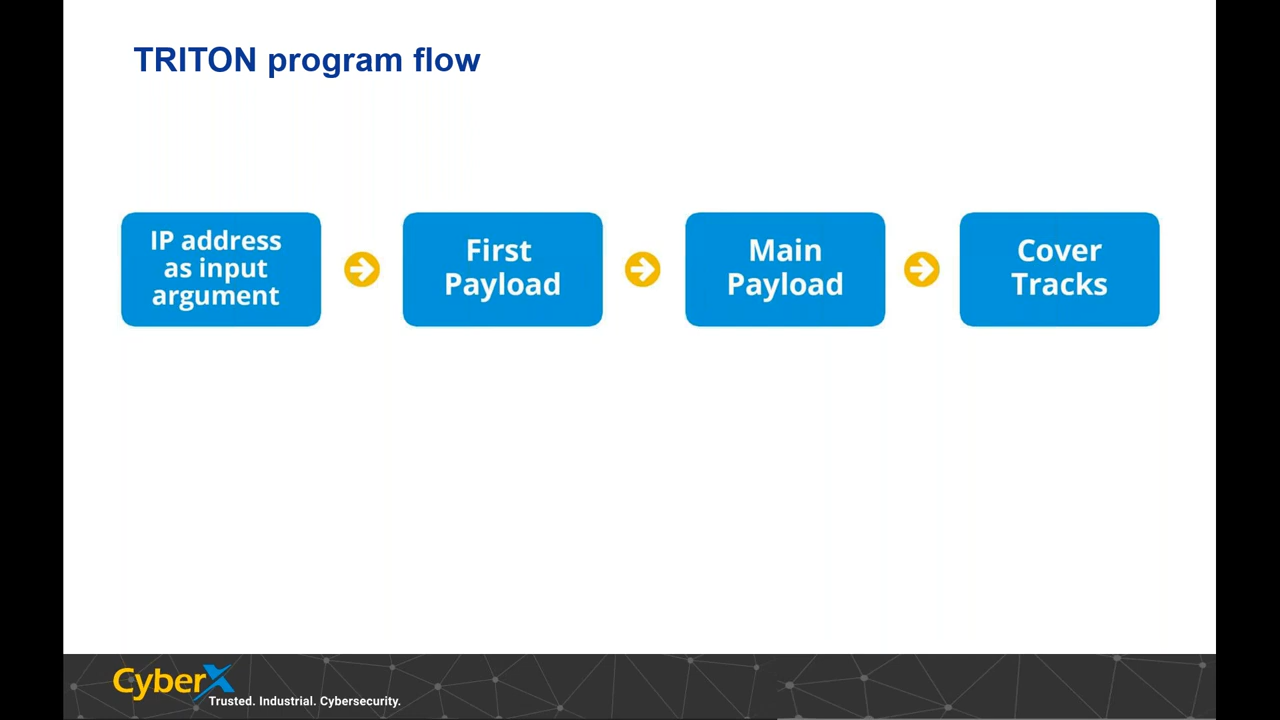 TRITON program flow
IP address
as input
argument
First
Payload
Main
Payload
Cover
Tracks
CyberX
Trusted. Industrial. Cybersecurity.